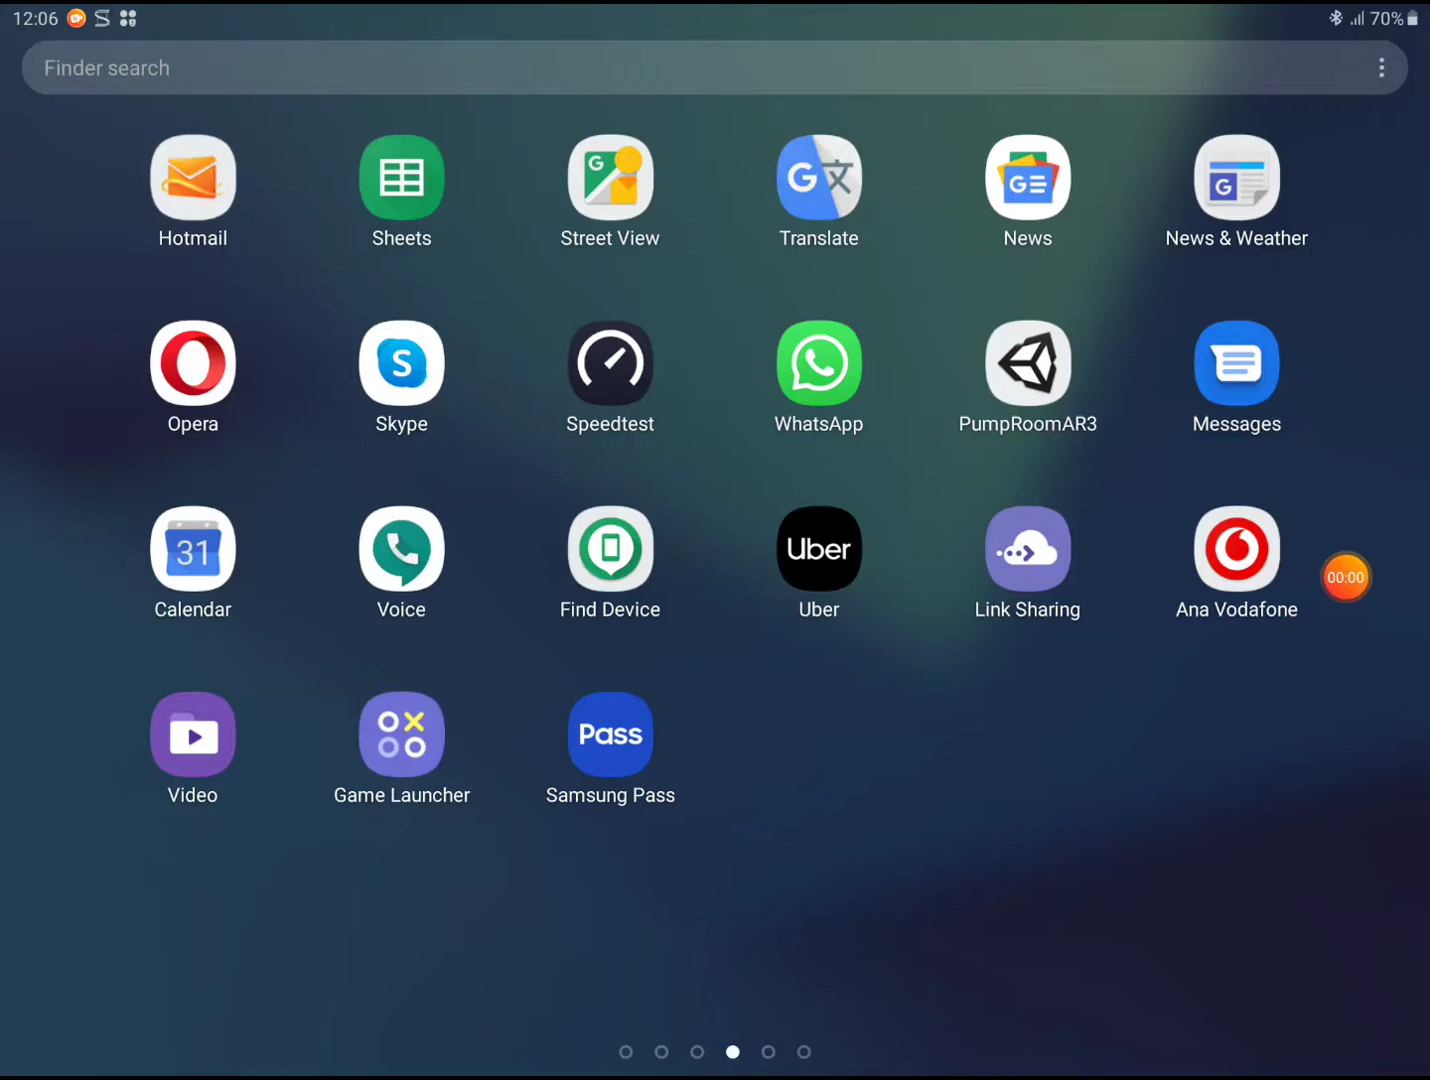 12:06
70%
Finder search
Hotmail
Sheets
Street View
Translate
News
News & Weather
Opera
Skype
Speedtest
WhatsApp
PumpRoomAR3
Messages
31
Calendar
Voice
Find Device
Uber
Uber
Link Sharing
Ana Vodafone
00:00
Video
Game Launcher
Pass
Samsung Pass